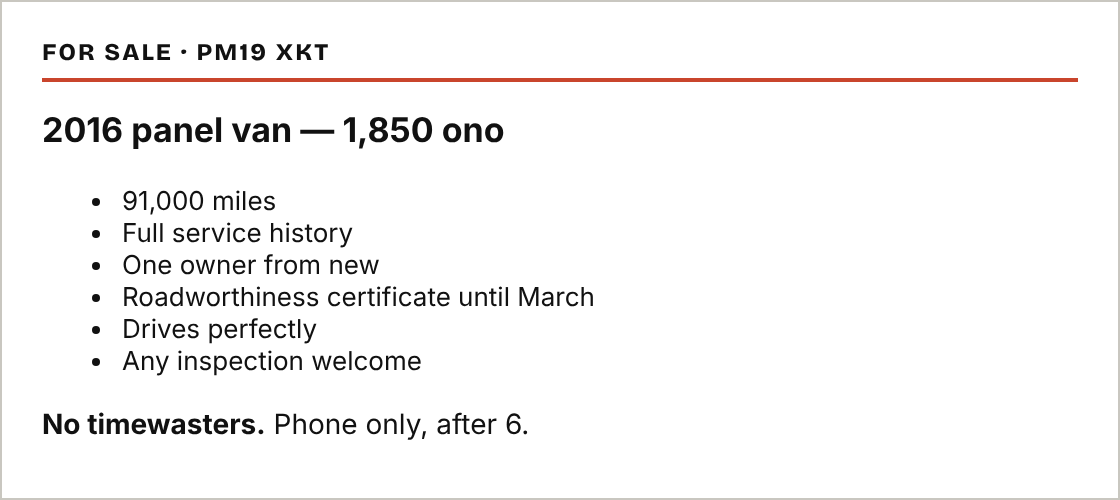 FOR SALE · PM19 XKT
2016 panel van — 1,850 ono
• 91,000 miles
• Full service history
• One owner from new
• Roadworthiness certificate until March
• Drives perfectly
• Any inspection welcome
No timewasters. Phone only, after 6.